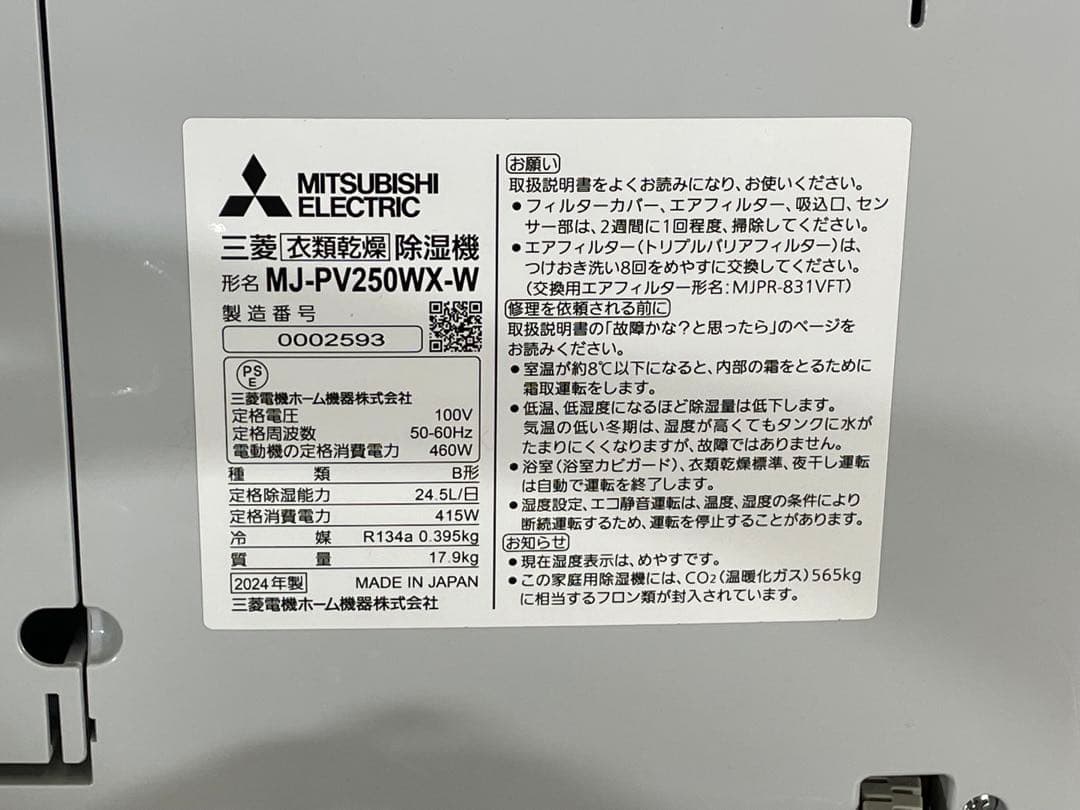 MITSUBISHI
ELECTRIC
三菱 衣類乾燥 除湿機
形名 MJ-PV250WX-W
製造番号
0002593
PS
E
三菱電機ホーム機器株式会社
定格電圧 100V
定格周波数 50-60Hz
電動機の定格消費電力 460W
種類 B形
定格除湿能力 24.5L/日
定格消費電力 415W
冷媒 R134a 0.395kg
質量 17.9kg
2024年製 MADE IN JAPAN
三菱電機ホーム機器株式会社
お願い
取扱説明書をよくお読みになり、お使いください。
●フィルターカバー、エアフィルター、吸込口、セン
サー部は、2週間に1回程度、掃除してください。
●エアフィルター(トリプルバリアフィルター)は、
つけおき洗い8回をめやすに交換してください。
(交換用エアフィルター形名:MJPR-831VFT)
修理を依頼される前に
取扱説明書の「故障かな?と思ったら」のページを
お読みください。
●室温が約8℃以下になると、内部の霜をとるために
霜取運転をします。
●低温、低湿度になるほど除湿量は低下します。
気温の低い冬期は、湿度が高くてもタンクに水が
たまりにくくなりますが、故障ではありません。
●浴室(浴室カビガード)、衣類乾燥標準、夜干し運転
は自動で運転を終了します。
●湿度設定、エコ静音運転は、温度、湿度の条件により
断続運転するため、運転を停止することがあります。
お知らせ
●現在湿度表示は、めやすです。
●この家庭用除湿機には、CO2(温暖化ガス)565kg
に相当するフロン類が封入されています。